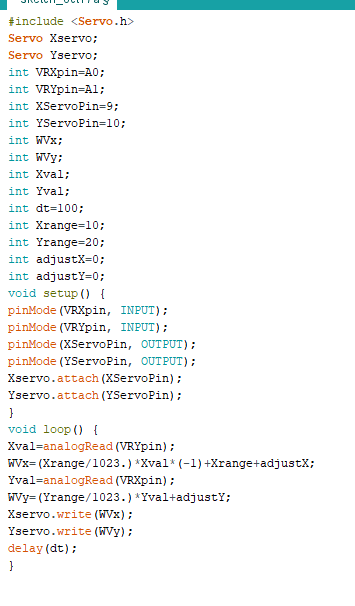 #include <Servo.h>
Servo Xservo;
Servo Yservo;
int VRXpin=A0;
int VRYpin=A1;
int XServoPin=9;
int YServoPin=10;
int WVx;
int WVy;
int Xval;
int Yval;
int dt=100;
int Xrange=10;
int Yrange=20;
int adjustX=0;
int adjustY=0;
void setup() {
pinMode(VRXpin, INPUT);
pinMode(VRYpin, INPUT);
pinMode(XServoPin, OUTPUT);
pinMode(YServoPin, OUTPUT);
Xservo.attach(XServoPin);
Yservo.attach(YServoPin);
}
void loop() {
Xval=analogRead(VRYpin);
WVx=(Xrange/1023.)*Xval*(-1)+Xrange+adjustX;
Yval=analogRead(VRXpin);
WVy=(Yrange/1023.)*Yval+adjustY;
Xservo.write(WVx);
Yservo.write(WVy);
delay(dt);
}